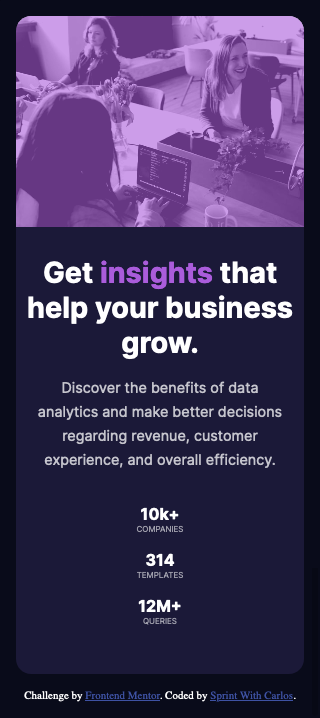 Get insights that
help your business
grow.
Discover the benefits of data
analytics and make better decisions
regarding revenue, customer
experience, and overall efficiency.
10k+
COMPANIES
314
TEMPLATES
12M+
QUERIES
Challenge by Frontend Mentor. Coded by Sprint With Carlos.